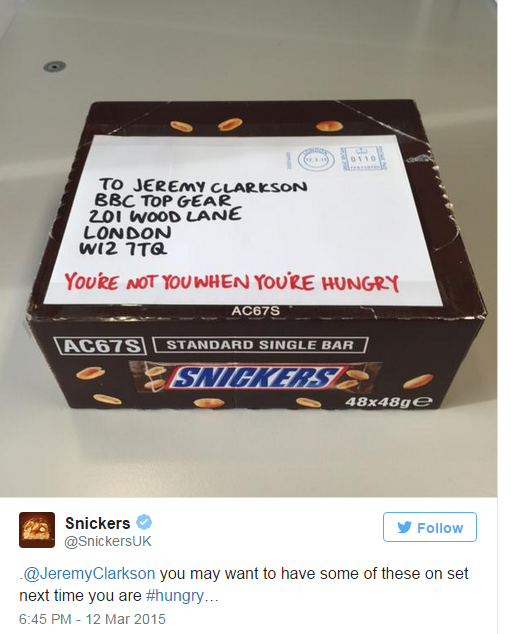 TO JEREMY CLARKSON
BBC TOP GEAR
201 WOOD LANE
LONDON
W12 7TQ
YOU'RE NOT YOU WHEN YOU'RE HUNGRY
AC67S
AC67S STANDARD SINGLE BAR
SNICKERS
48x48g e
Snickers
@SnickersUK
Follow
.@JeremyClarkson you may want to have some of these on set
next time you are #hungry…
6:45 PM - 12 Mar 2015